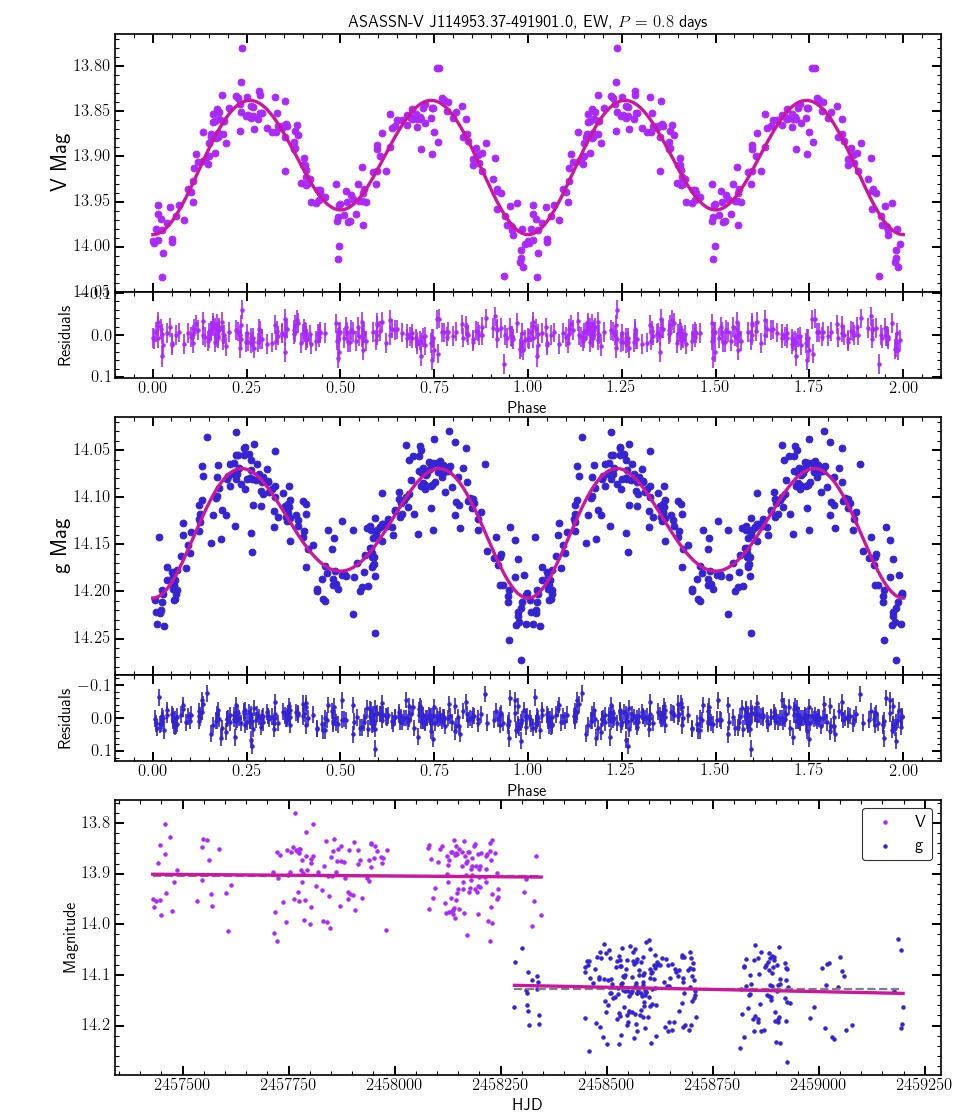 ASASSN-V J114953.37-491901.0, EW, P = 0.8 days
V Mag
13.80
13.85
13.90
13.95
14.00
14.05
Residuals
−0.1
0.0
0.1
0.00 0.25 0.50 0.75 1.00 1.25 1.50 1.75 2.00
Phase
g Mag
14.05
14.10
14.15
14.20
14.25
Residuals
−0.1
0.0
0.1
0.00 0.25 0.50 0.75 1.00 1.25 1.50 1.75 2.00
Phase
Magnitude
13.8
13.9
14.0
14.1
14.2
V
g
2457500 2457750 2458000 2458250 2458500 2458750 2459000 2459250
HJD